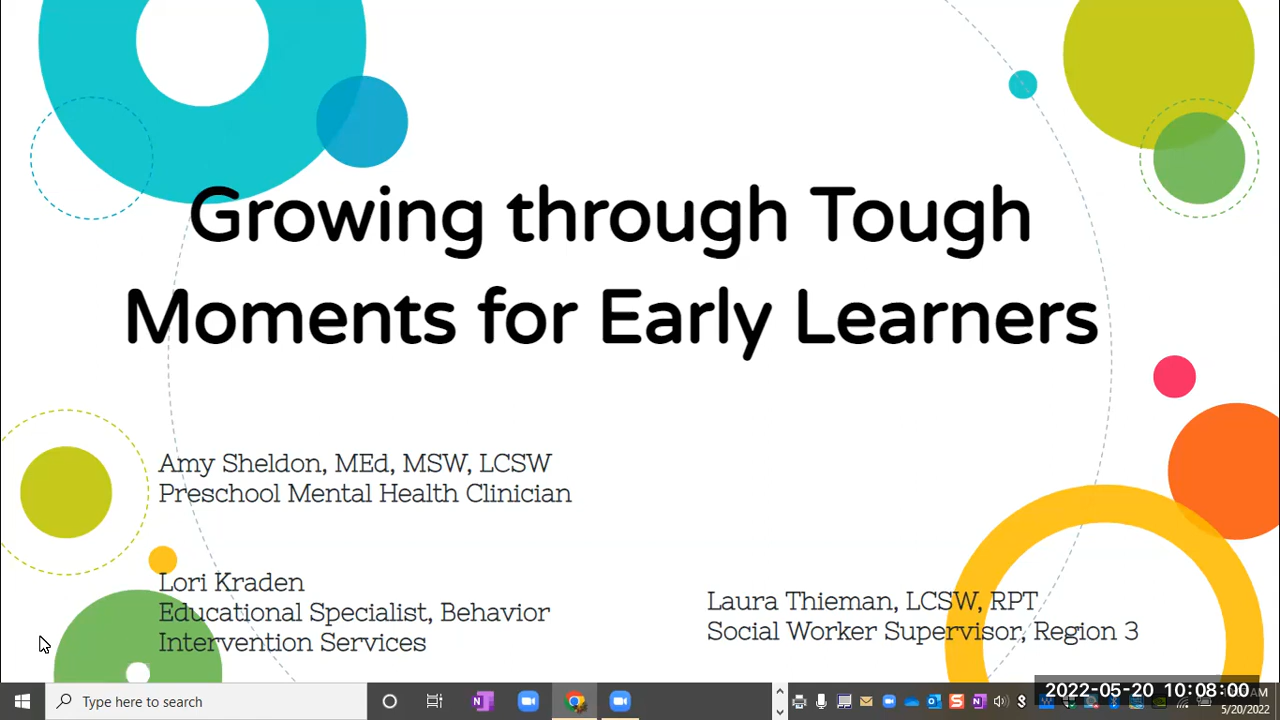 Growing through Tough
Moments for Early Learners
Amy Sheldon, MEd, MSW, LCSW
Preschool Mental Health Clinician
Lori Kraden
Educational Specialist, Behavior
Intervention Services
Laura Thieman, LCSW, RPT
Social Worker Supervisor, Region 3
Type here to search
2022-05-20 10:08:00
AM
5/20/2022